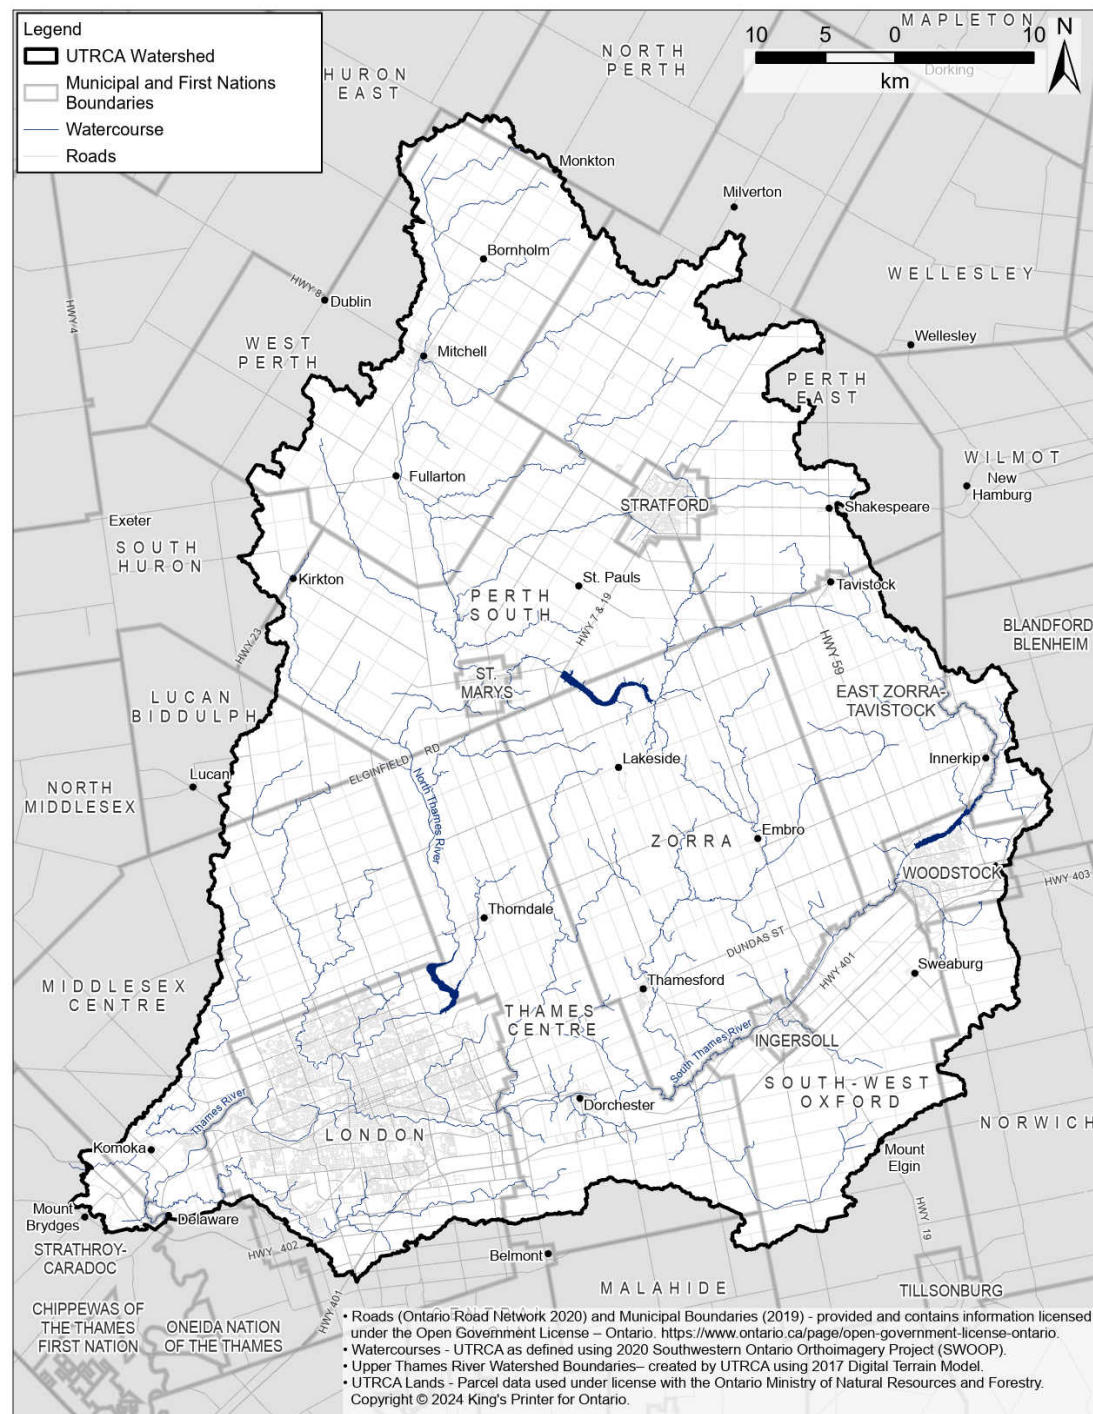 Legend
UTRCA Watershed
Municipal and First Nations
Boundaries
Watercourse
Roads
10 5 0 10
km
N
MAPLETON
Dorking
NORTH
PERTH
HURON
EAST
Monkton
Milverton
Bornholm
WELLESLEY
HWY 8
Dublin
HWY 4
Wellesley
WEST
PERTH
Mitchell
PERTH
EAST
WILMOT
New
Hamburg
Fullarton
STRATFORD
Shakespeare
Exeter
SOUTH
HURON
Kirkton
St. Pauls
Tavistock
PERTH
SOUTH
HWY 7 & 19
HWY 23
HWY 59
BLANDFORD
BLENHEIM
ST.
MARYS
LUCAN
BIDDULPH
EAST ZORRA-
TAVISTOCK
ELGINFIELD RD
Lakeside
Innerkip
Lucan
NORTH
MIDDLESEX
North Thames River
ZORRA
Embro
WOODSTOCK
HWY 403
Thorndale
DUNDAS ST
HWY 401
Sweaburg
MIDDLESEX
CENTRE
Thamesford
THAMES
CENTRE
South Thames River
INGERSOLL
SOUTH-WEST
OXFORD
Dorchester
Thames River
LONDON
NORWICH
Komoka
Mount
Elgin
Mount
Brydges
Delaware
HWY 19
STRATHROY-
CARADOC
HWY 402
Belmont
MALAHIDE
TILLSONBURG
HWY 401
CENTRAL
CHIPPEWAS OF
THE THAMES
FIRST NATION
ONEIDA NATION
OF THE THAMES
• Roads (Ontario Road Network 2020) and Municipal Boundaries (2019) - provided and contains information licensed
under the Open Government License – Ontario. https://www.ontario.ca/page/open-government-license-ontario.
• Watercourses - UTRCA as defined using 2020 Southwestern Ontario Orthoimagery Project (SWOOP).
• Upper Thames River Watershed Boundaries– created by UTRCA using 2017 Digital Terrain Model.
• UTRCA Lands - Parcel data used under license with the Ontario Ministry of Natural Resources and Forestry.
Copyright © 2024 King's Printer for Ontario.